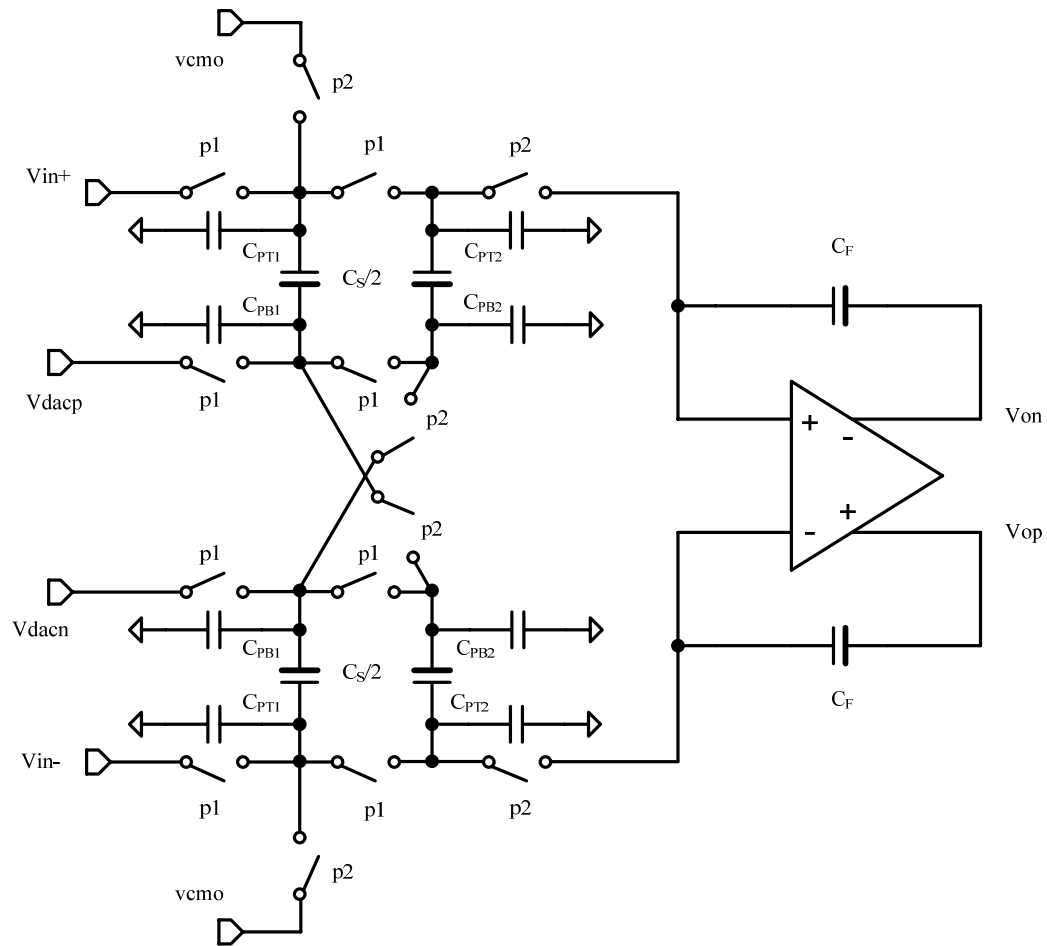 vcmo
p2
p1
p1
p2
Vin+
CPT1
CPT2
CS/2
CF
CPB1
CPB2
Vdacp
p1
p1
p2
+
-
Von
p2
+
-
Vop
p1
p1
Vdacn
CPB1
CPB2
CS/2
CPT1
CPT2
CF
Vin-
p1
p1
p2
vcmo
p2